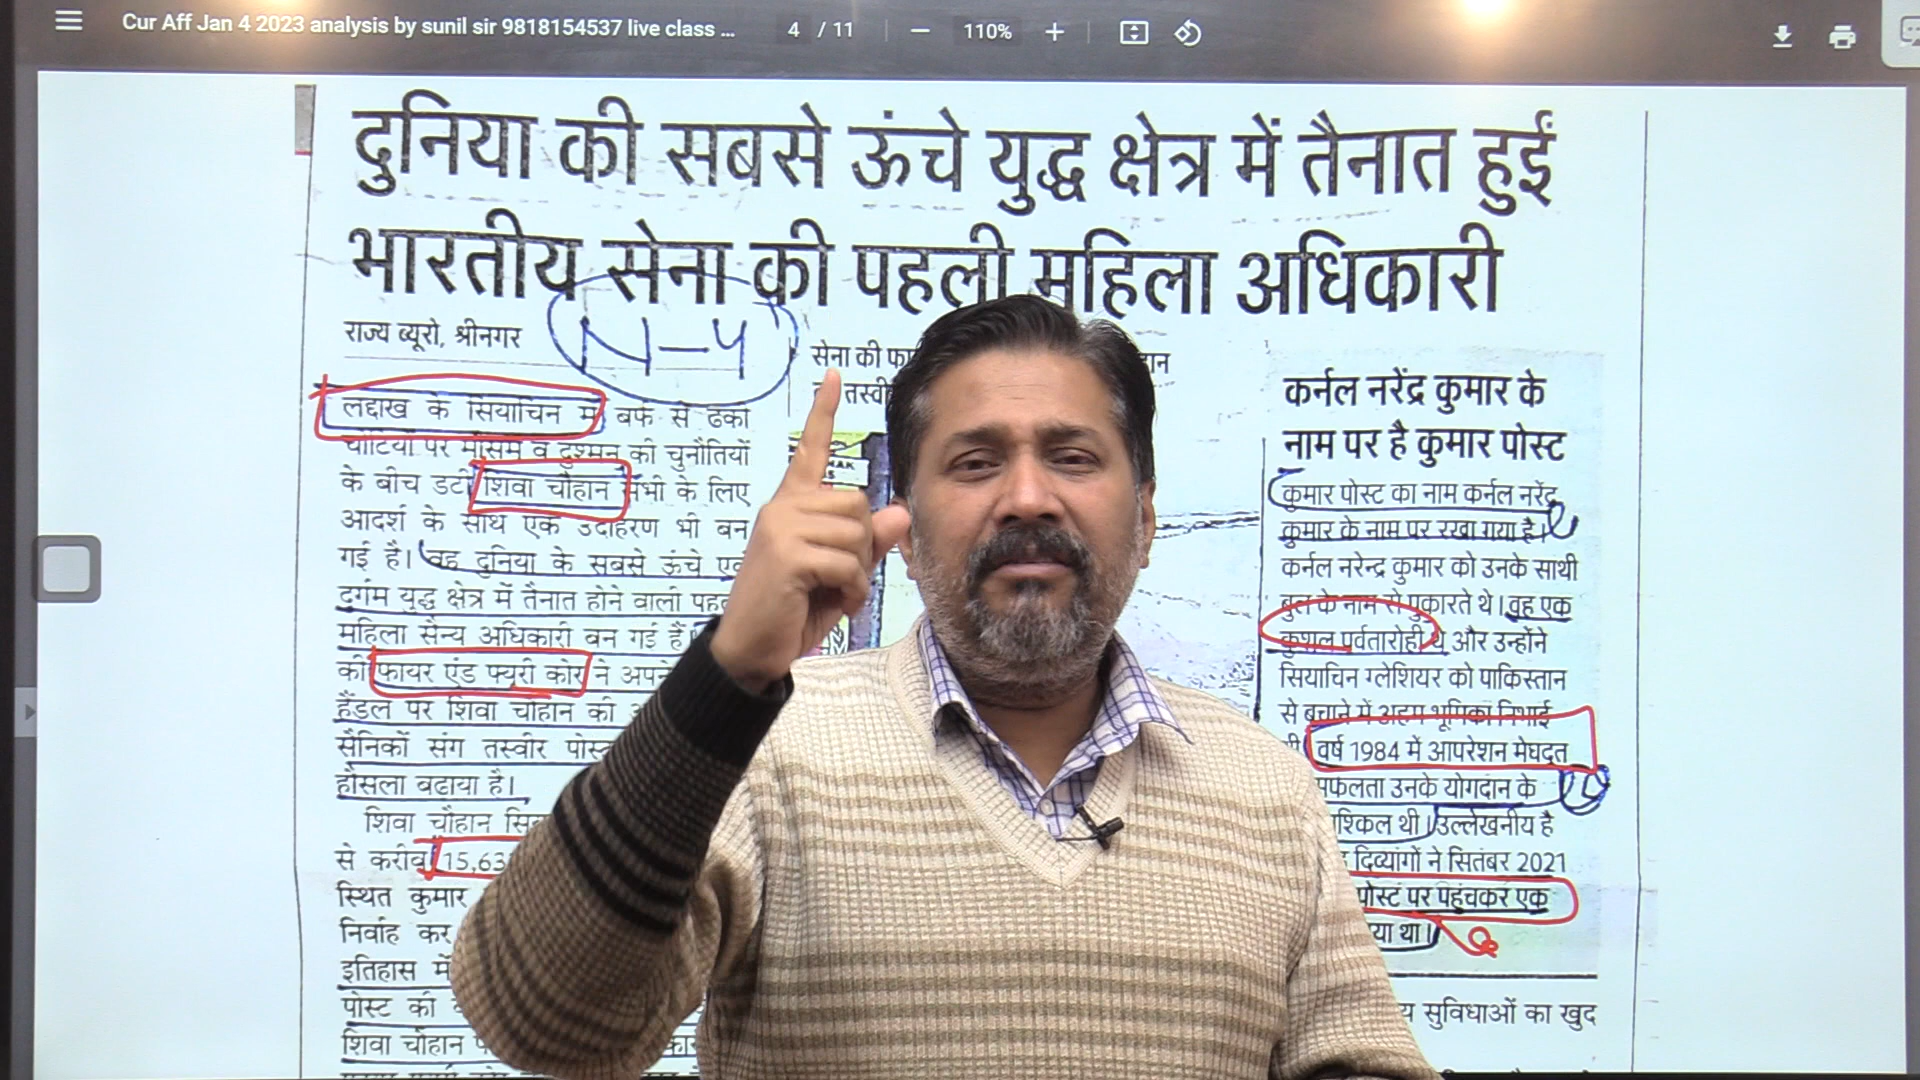 Cur Aff Jan 4 2023 analysis by sunil sir 9818154537 live class ...
4 / 11
110%
दुनिया की सबसे ऊंचे युद्ध क्षेत्र में तैनात हुईं
भारतीय सेना की पहली महिला अधिकारी
राज्य ब्यूरो, श्रीनगर
N-4
लद्दाख के सियाचिन में बर्फ से ढकी
चोटियों पर मौसम व दुश्मन की चुनौतियों
के बीच डटी शिवा चौहान सभी के लिए
आदर्श के साथ एक उदाहरण भी बन
गई है। वह दुनिया के सबसे ऊंचे एवं
दुर्गम युद्ध क्षेत्र में तैनात होने वाली
महिला सैन्य अधिकारी बन गई हैं।
की फायर एंड फ्यूरी कोर ने अपने
हैंडल पर शिवा चौहान की
सैनिकों संग तस्वीर
हौसला बढ़ाया है।
शिवा चौहान
से करीब 15,63
स्थित कुमार
निर्वाह कर
इतिहास में
पोस्ट की
शिवा चौहान
सेना की
कर्नल नरेंद्र कुमार के
नाम पर है कुमार पोस्ट
कुमार पोस्ट का नाम कर्नल नरेंद्र
कुमार के नाम पर रखा गया है।
कर्नल नरेन्द्र कुमार को उनके साथी
बुल के नाम से पुकारते थे। वह एक
कुशल पर्वतारोही थे और उन्होंने
सियाचिन ग्लेशियर को पाकिस्तान
से बचाने में अहम भूमिका निभाई
वर्ष 1984 में आपरेशन मेघदूत
सफलता उनके योगदान के
थी। उल्लेखनीय है
दिव्यांगों ने सितंबर 2021
पोस्ट पर पहुंचकर एक
था।
सुविधाओं का खुद